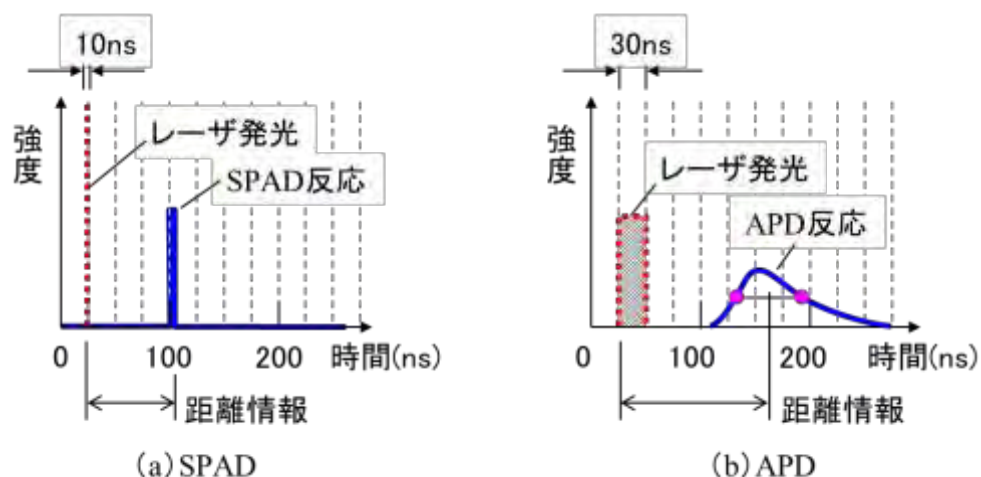 10ns
強度
レーザ発光
SPAD反応
0
100
200
時間(ns)
距離情報
(a)SPAD
30ns
強度
レーザ発光
APD反応
0
100
200
時間(ns)
距離情報
(b)APD